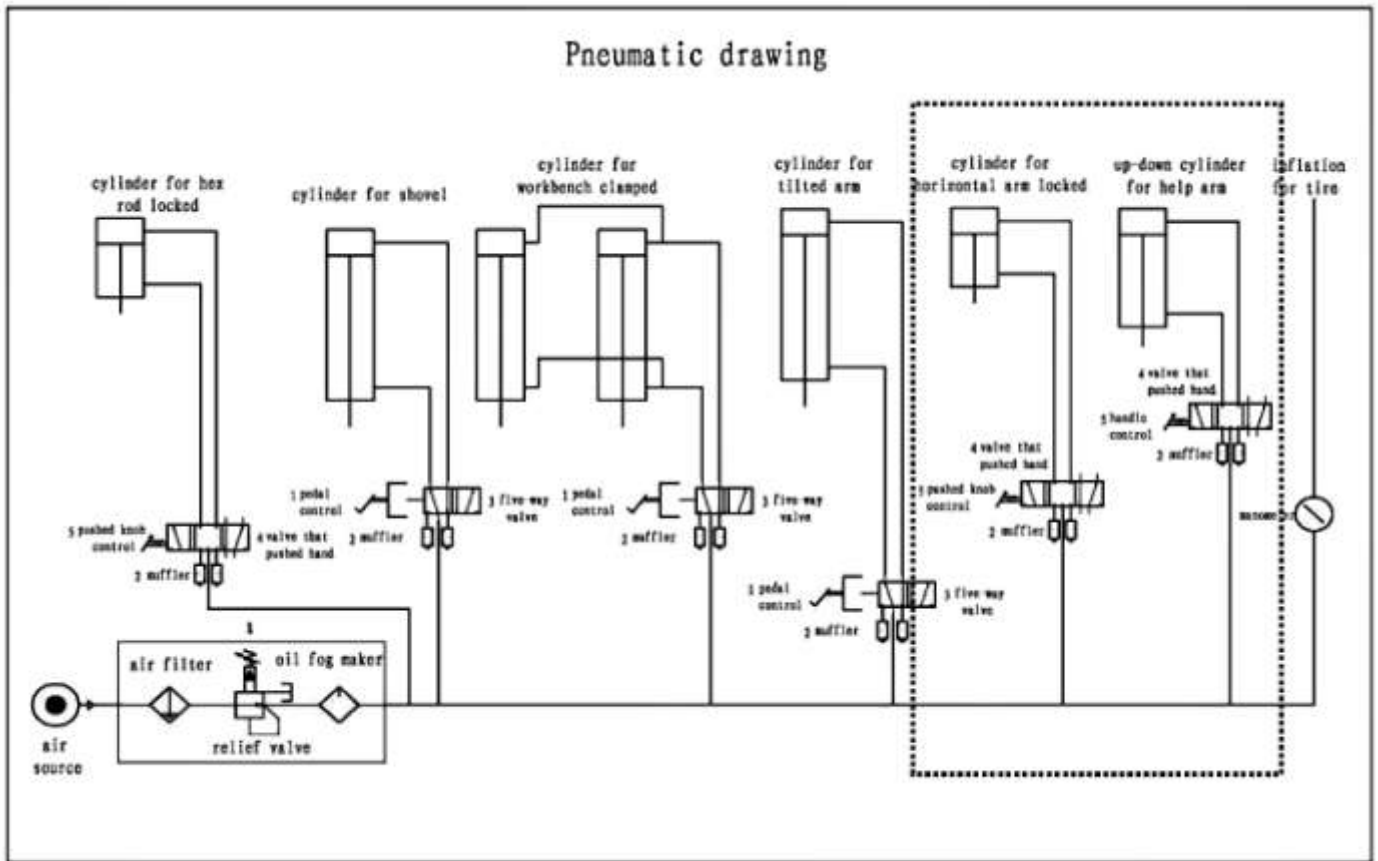 Pneumatic drawing
cylinder for hex
rod locked
cylinder for shovel
cylinder for
workbench clamped
cylinder for
tilted arm
cylinder for
horizontal arm locked
up-down cylinder
for help arm
inflation
for tire
4 valve that
pushed hand
5 handle
control
2 muffler
4 valve that
pushed hand
5 pushed knob
control
2 muffler
1 pedal
control
3 five-way
valve
2 muffler
1 pedal
control
3 five-way
valve
2 muffler
5 pushed knob
control
4 valve that
pushed hand
2 muffler
1 pedal
control
3 five-way
valve
2 muffler
air filter
oil fog maker
relief valve
air
source